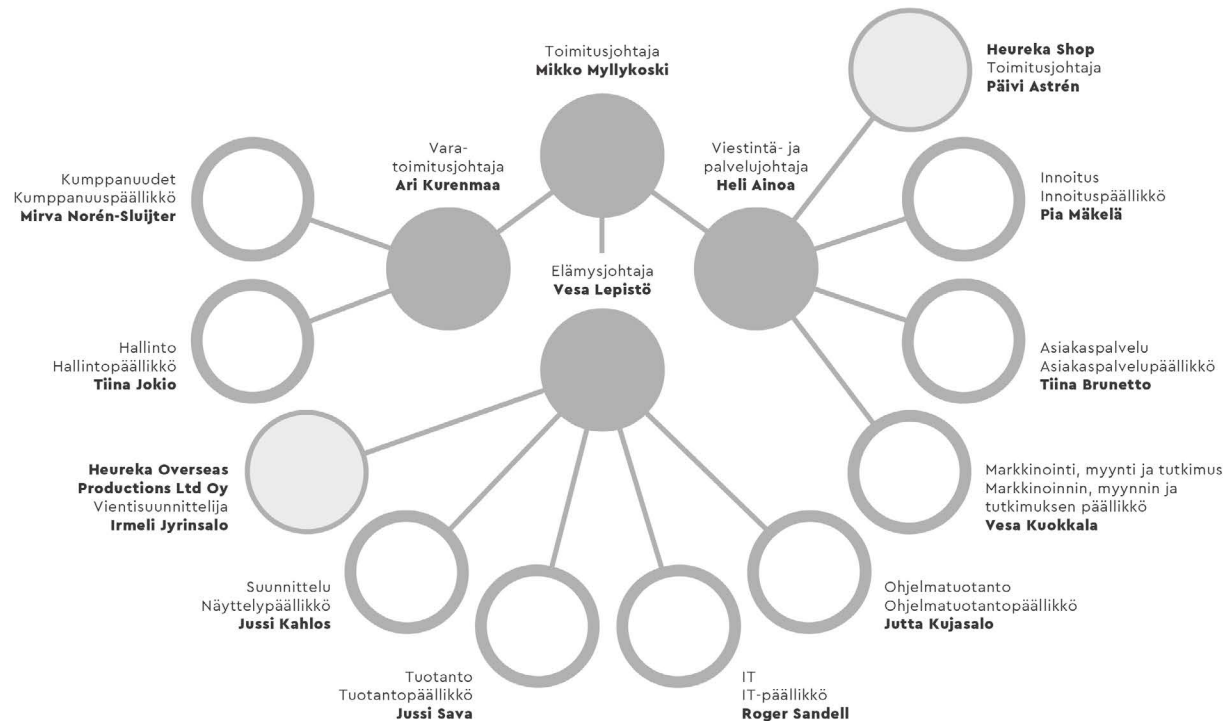 Toimitusjohtaja
Mikko Myllykoski
Heureka Shop
Toimitusjohtaja
Päivi Astrén
Vara-
toimitusjohtaja
Ari Kurenmaa
Viestintä- ja
palvelujohtaja
Heli Ainoa
Kumppanuudet
Kumppanuuspäällikkö
Mirva Norén-Sluijter
Innoitus
Innoituspäällikkö
Pia Mäkelä
Elämysjohtaja
Vesa Lepistö
Hallinto
Hallintopäällikkö
Tiina Jokio
Asiakaspalvelu
Asiakaspalvelupäällikkö
Tiina Brunetto
Heureka Overseas
Productions Ltd Oy
Vientisuunnittelija
Irmeli Jyrinsalo
Markkinointi, myynti ja tutkimus
Markkinoinnin, myynnin ja
tutkimuksen päällikkö
Vesa Kuokkala
Suunnittelu
Näyttelypäällikkö
Jussi Kahlos
Ohjelmatuotanto
Ohjelmatuotantopäällikkö
Jutta Kujasalo
Tuotanto
Tuotantopäällikkö
Jussi Sava
IT
IT-päällikkö
Roger Sandell